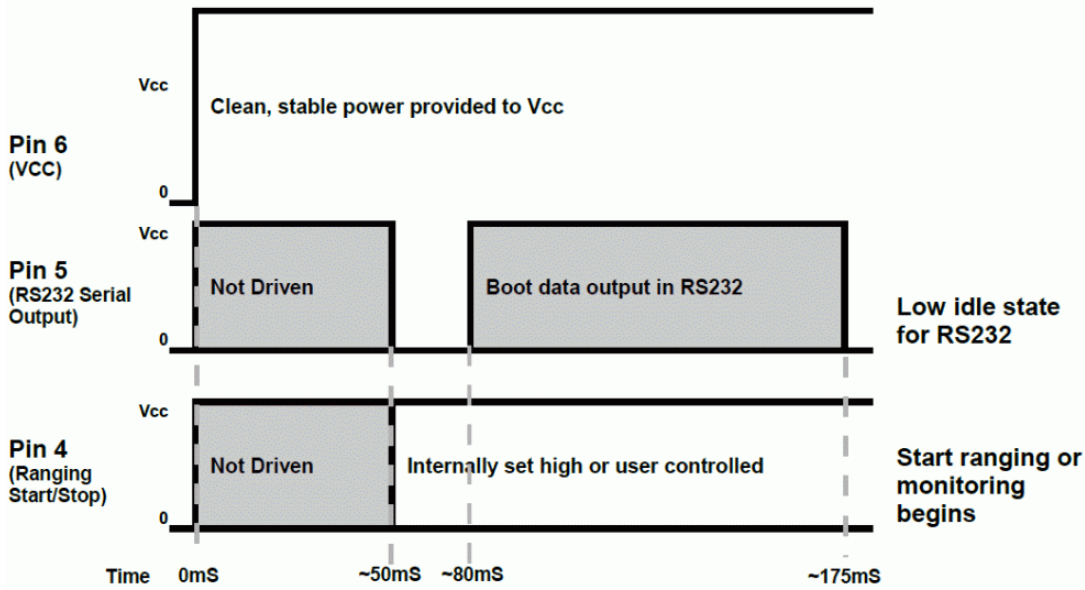 Vcc
Clean, stable power provided to Vcc
Pin 6
(VCC)
0
Vcc
Pin 5
(RS232 Serial
Output)
Not Driven
Boot data output in RS232
0
Low idle state
for RS232
Vcc
Pin 4
(Ranging
Start/Stop)
Not Driven
Internally set high or user controlled
0
Start ranging or
monitoring
begins
Time 0mS ~50mS ~80mS ~175mS